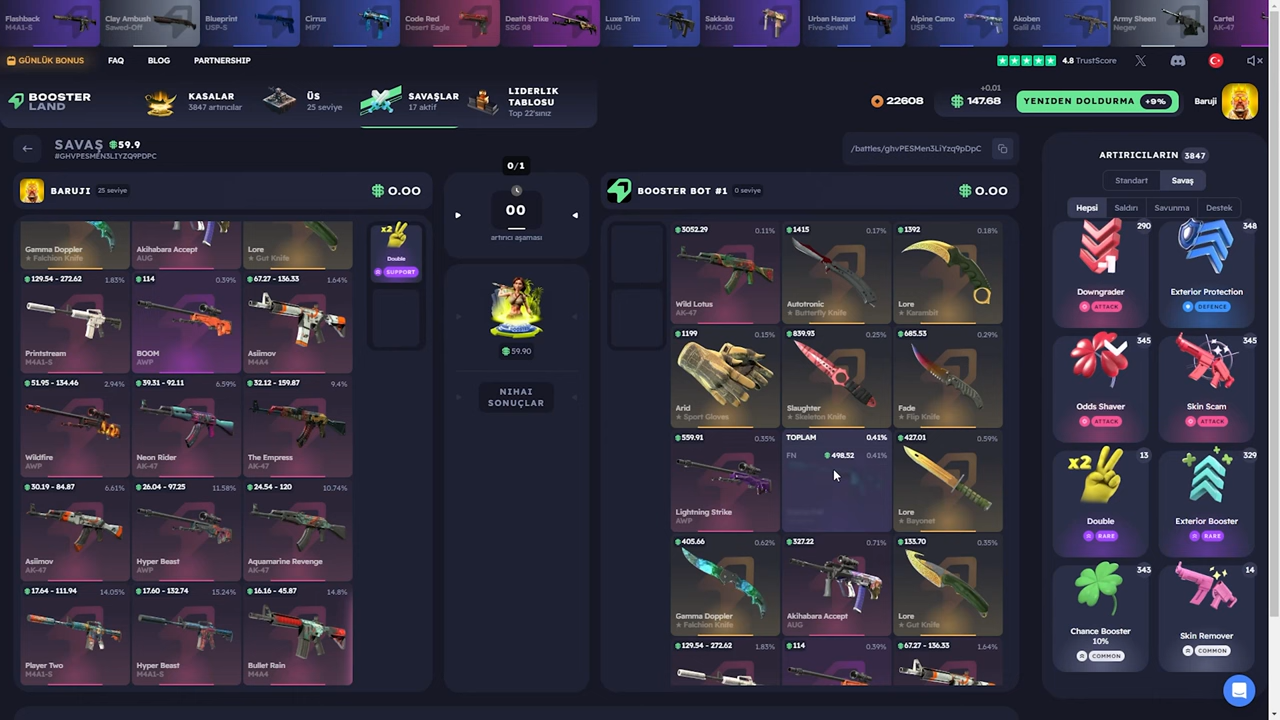 Flashback
M4A1-S
Clay Ambush
Sawed-Off
Blueprint
USP-S
Cirrus
MP7
Code Red
Desert Eagle
Death Strike
SSG 08
Luxe Trim
AUG
Sakkaku
MAC-10
Urban Hazard
Five-SeveN
Alpine Camo
USP-S
Akoben
Galil AR
Army Sheen
Negev
Cartel
AK-47
GÜNLÜK BONUS
FAQ
BLOG
PARTNERSHIP
4.8 TrustScore
BOOSTER
LAND
KASALAR
3847 artırıcılar
ÜS
25 seviye
SAVAŞLAR
17 aktif
LIDERLIK
TABLOSU
Top 22'sınız
22608
+0.01
147.68
YENIDEN DOLDURMA +9%
Baruji
SAVAŞ 59.9
#GHVPESMEN3LIYZQ9PDPC
0/1
/battles/ghvPESMen3LiYzq9pDpC
BARUJI 25 seviye
0.00
00
artırıcı aşaması
BOOSTER BOT #1 0 seviye
0.00
Gamma Doppler
★ Falchion Knife
Akihabara Accept
AUG
Lore
★ Gut Knife
x2
Double
SUPPORT
129.54 - 272.62 1.83%
Printstream
M4A1-S
114 0.39%
BOOM
AWP
67.27 - 136.33 1.64%
Asiimov
M4A4
51.95 - 134.46 2.94%
Wildfire
AWP
39.31 - 92.11 6.59%
Neon Rider
AK-47
32.12 - 159.87 9.4%
The Empress
AK-47
30.19 - 84.87 6.61%
Asiimov
AK-47
26.04 - 97.25 11.58%
Hyper Beast
AWP
24.54 - 120 10.74%
Aquamarine Revenge
AK-47
17.64 - 111.94 14.05%
Player Two
M4A1-S
17.60 - 132.74 15.24%
Hyper Beast
M4A1-S
16.16 - 45.87 14.8%
Bullet Rain
M4A4
59.90
NIHAI
SONUÇLAR
3052.29 0.11%
Wild Lotus
AK-47
1415 0.17%
Autotronic
★ Butterfly Knife
1392 0.18%
Lore
★ Karambit
1199 0.15%
Arid
★ Sport Gloves
839.93 0.25%
Slaughter
★ Skeleton Knife
685.53 0.29%
Fade
★ Flip Knife
559.91 0.35%
Lightning Strike
AWP
TOPLAM 0.41%
FN 498.52 0.41%
427.01 0.59%
Lore
★ Bayonet
405.66 0.62%
Gamma Doppler
★ Falchion Knife
327.22 0.71%
Akihabara Accept
AUG
133.70 0.35%
Lore
★ Gut Knife
129.54 - 272.62 1.83%
114 0.39%
67.27 - 136.33 1.64%
ARTIRICILARIN 3847
Standart
Savaş
Hepsi
Saldırı
Savunma
Destek
290
Downgrader
ATTACK
348
Exterior Protection
DEFENCE
345
Odds Shaver
ATTACK
345
Skin Scam
ATTACK
13
x2
Double
RARE
329
Exterior Booster
RARE
343
Chance Booster
10%
COMMON
14
Skin Remover
COMMON